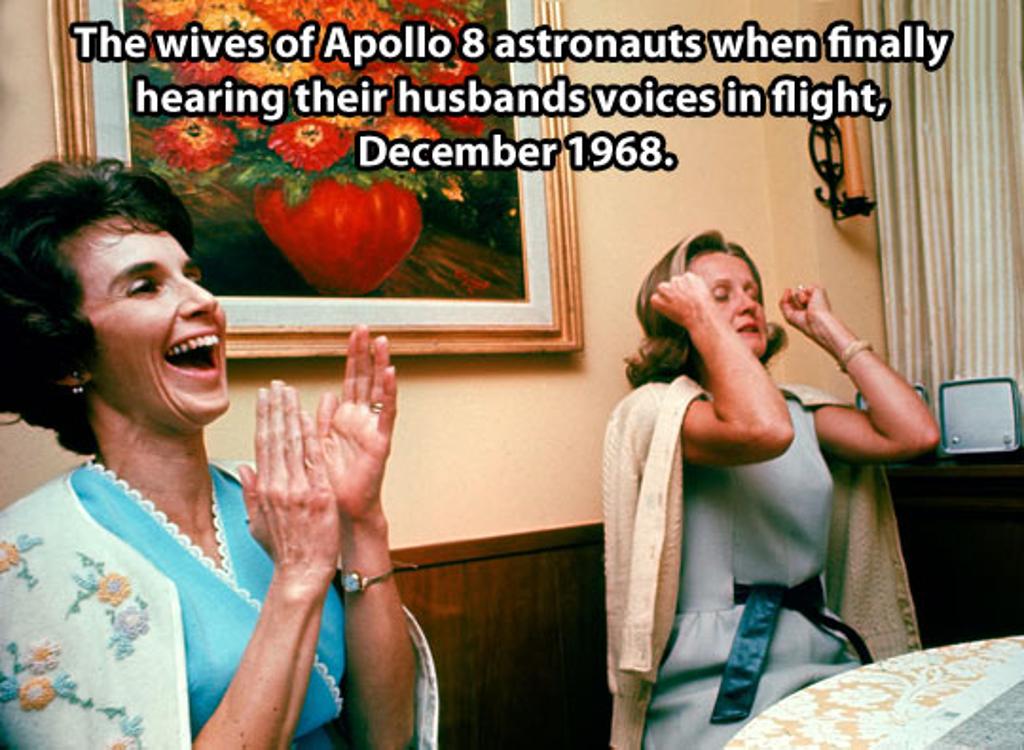 The wives of Apollo 8 astronauts when finally
hearing their husbands voices in flight,
December 1968.